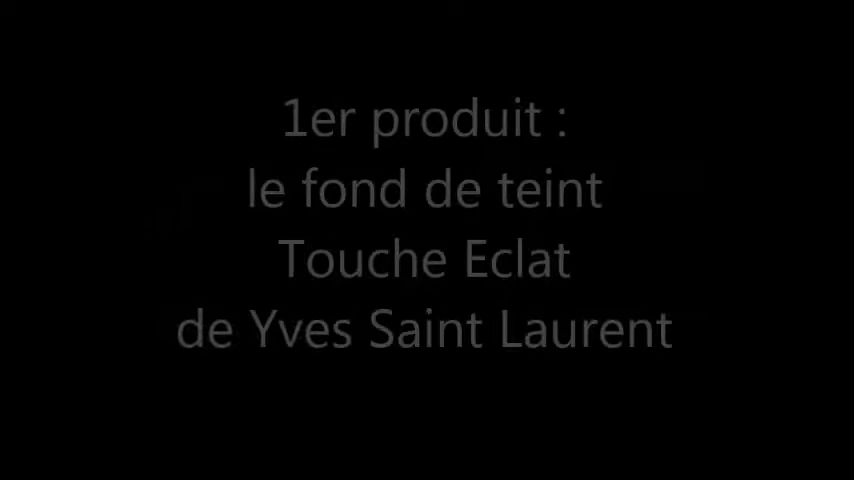 1er produit :
le fond de teint
Touche Eclat
de Yves Saint Laurent